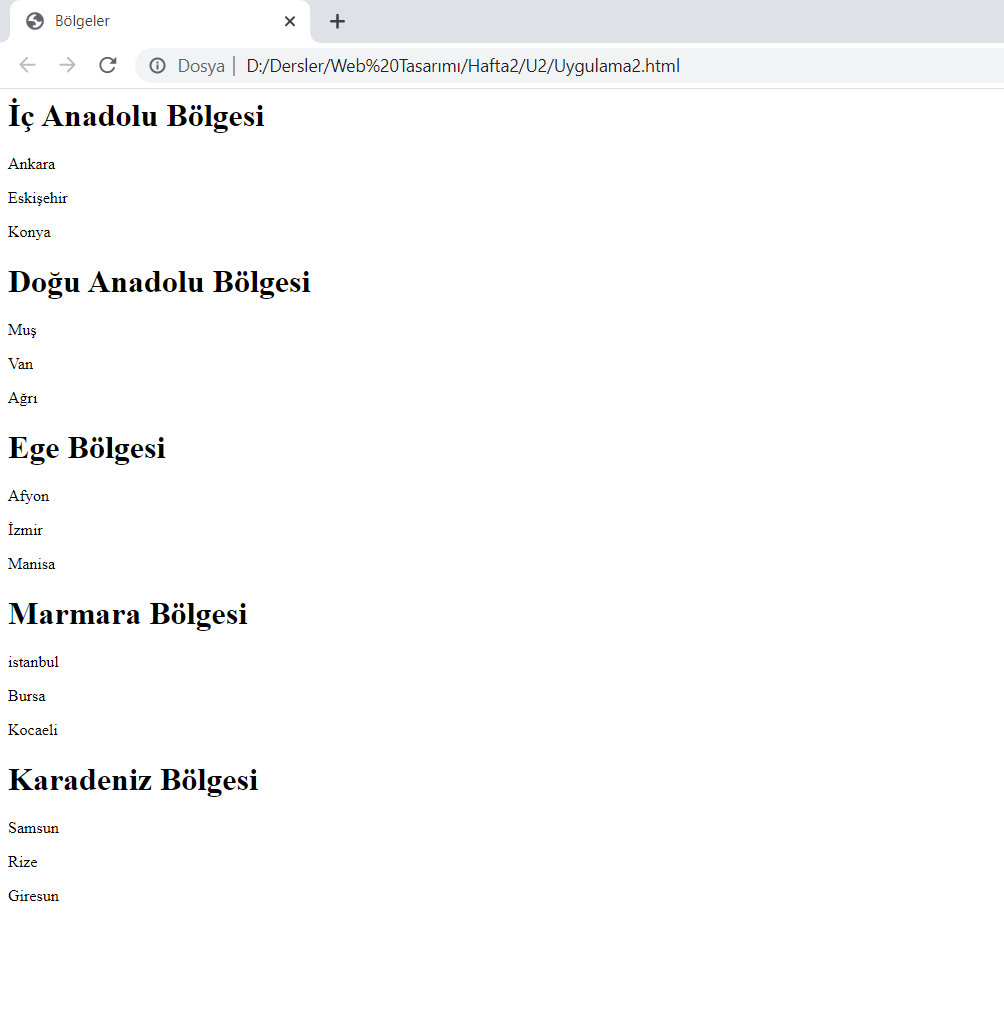 Bölgeler
Dosya | D:/Dersler/Web%20Tasarımı/Hafta2/U2/Uygulama2.html
İç Anadolu Bölgesi
Ankara
Eskişehir
Konya
Doğu Anadolu Bölgesi
Muş
Van
Ağrı
Ege Bölgesi
Afyon
İzmir
Manisa
Marmara Bölgesi
istanbul
Bursa
Kocaeli
Karadeniz Bölgesi
Samsun
Rize
Giresun